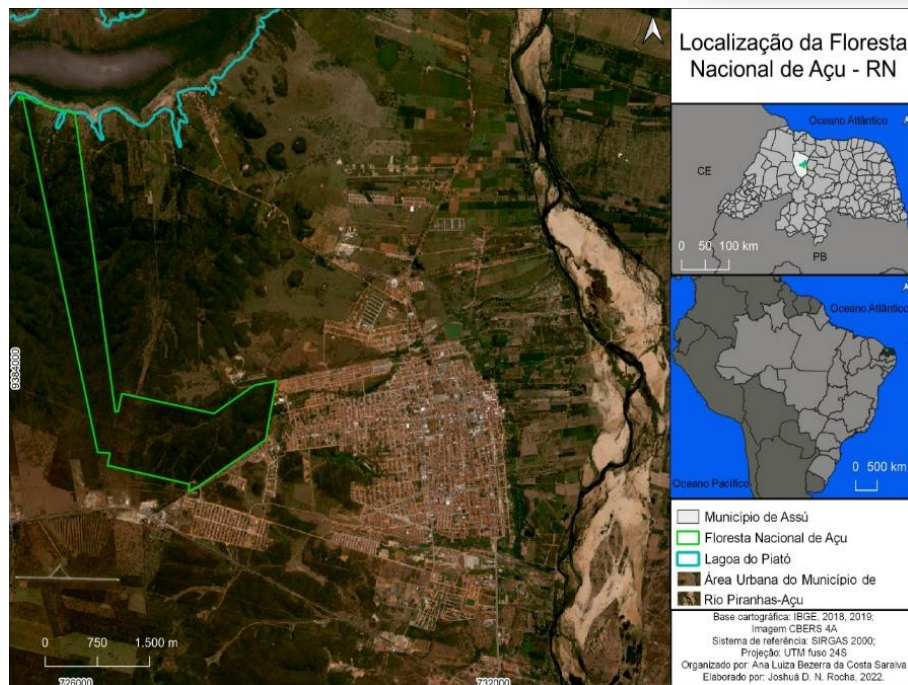 Localização da Floresta
Nacional de Açu - RN
Oceano Atlântico
CE
PB
0 50 100 km
Oceano Atlântico
Oceano Pacífico
0 500 km
Município de Assú
Floresta Nacional de Açu
Lagoa do Piató
Área Urbana do Município de
Rio Piranhas-Açu
Base cartográfica: IBGE, 2018, 2019;
Imagem CBERS 4A
Sistema de referência: SIRGAS 2000;
Projeção: UTM fuso 24S
Organizado por: Ana Luiza Bezerra da Costa Saraiva
Elaborado por: Joshuá D. N. Rocha, 2022.
9384000
0 750 1.500 m
726000
732000